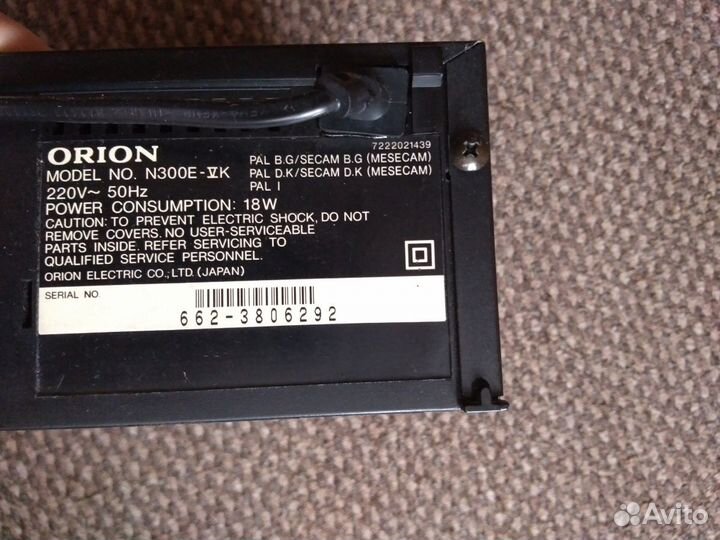 7222021439
ORION
PAL B.G/SECAM B.G (MESECAM)
MODEL NO. N300E-VK
PAL D.K/SECAM D.K (MESECAM)
220V~ 50Hz
PAL I
POWER CONSUMPTION: 18W
CAUTION: TO PREVENT ELECTRIC SHOCK, DO NOT
REMOVE COVERS. NO USER-SERVICEABLE
PARTS INSIDE. REFER SERVICING TO
QUALIFIED SERVICE PERSONNEL.
ORION ELECTRIC CO., LTD. (JAPAN)
SERIAL NO.
662-3806292
Avito